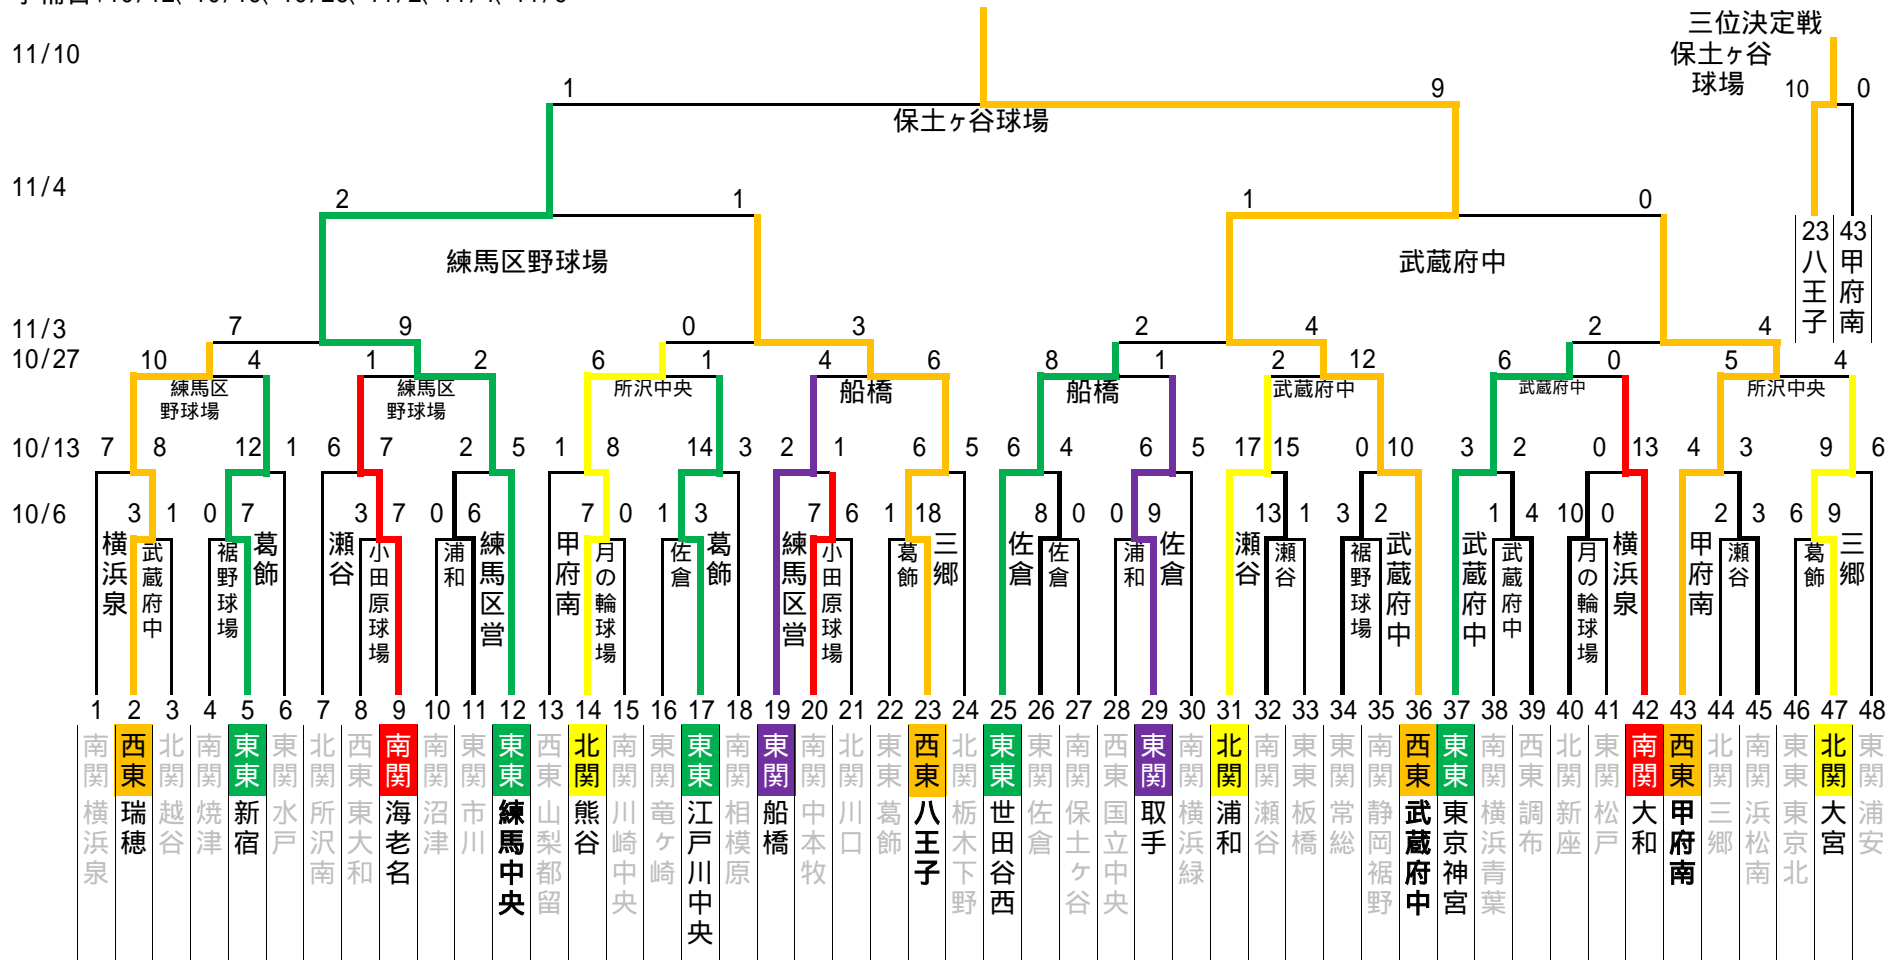 三位決定戦
11/10
保土ヶ谷
球場
1 9 10 0
保土ヶ谷球場
11/4
2 1 1 0
23 43
八王子 甲府南
練馬区野球場 武蔵府中
11/3
7 9 0 3 2 4 2 4
10/27
10 4 1 2 6 1 4 6 8 1 2 12 6 0 5 4
練馬区野球場 練馬区野球場 所沢中央 船橋 船橋 武蔵府中 武蔵府中 所沢中央
10/13
7 8 12 1 6 7 2 5 1 8 14 3 2 1 6 5 6 4 6 5 17 15 0 10 3 2 0 13 4 3 9 6
10/6
3 1 0 7 3 7 0 6 7 0 1 3 7 6 1 18 8 0 0 9 13 1 3 2 1 4 10 0 2 3 6 9
横浜泉 武蔵府中 裾野球場 葛飾 瀬谷 小田原球場 浦和 練馬区営 甲府南 月の輪球場 佐倉 葛飾 練馬区営 小田原球場 葛飾 三郷 佐倉 佐倉 浦和 佐倉 瀬谷 瀬谷 裾野球場 武蔵府中 武蔵府中 武蔵府中 月の輪球場 横浜泉 甲府南 瀬谷 葛飾 三郷
1 2 3 4 5 6 7 8 9 10 11 12 13 14 15 16 17 18 19 20 21 22 23 24 25 26 27 28 29 30 31 32 33 34 35 36 37 38 39 40 41 42 43 44 45 46 47 48
南関 西東 北関 南関 東東 東関 北関 西東 南関 南関 東関 東東 西東 北関 南関 東関 東東 南関 東関 南関 北関 東東 西東 北関 東東 東関 南関 西東 東関 南関 北関 南関 東東 東関 南関 西東 東東 南関 西東 北関 東関 南関 西東 北関 南関 東東 北関 東関
横浜泉 瑞穂 越谷 焼津 新宿 水戸 所沢南 東大和 海老名 沼津 市川 練馬中央 山梨都留 熊谷 川崎中央 竜ヶ崎 江戸川中央 相模原 船橋 中本牧 川口 葛飾 八王子 栃木下野 世田谷西 佐倉 保土ヶ谷 国立中央 取手 横浜緑 浦和 瀬谷 板橋 常総 静岡裾野 武蔵府中 東京神宮 横浜青葉 調布 新座 松戸 大和 甲府南 三郷 浜松南 東京北 大宮 浦安